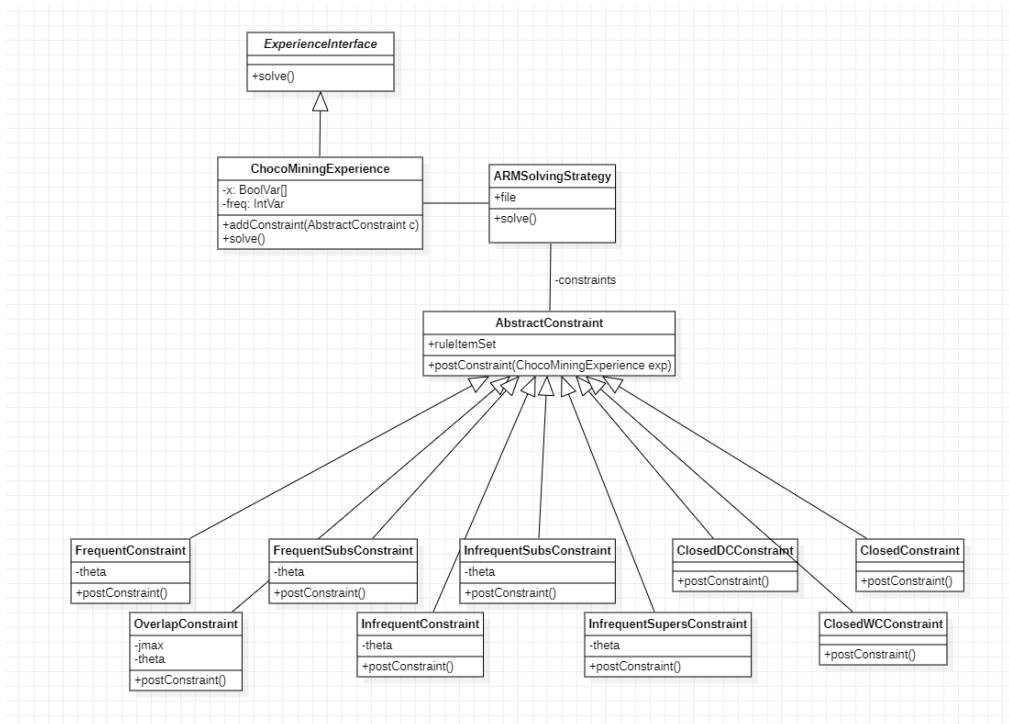 ExperienceInterface
+solve()
ChocoMiningExperience
-x: BoolVar[]
-freq: IntVar
+addConstraint(AbstractConstraint c)
+solve()
ARMSolvingStrategy
+file
+solve()
-constraints
AbstractConstraint
+ruleItemSet
+postConstraint(ChocoMiningExperience exp)
FrequentConstraint
-theta
+postConstraint()
FrequentSubsConstraint
-theta
+postConstraint()
InfrequentSubsConstraint
-theta
+postConstraint()
ClosedDCConstraint
+postConstraint()
ClosedConstraint
+postConstraint()
OverlapConstraint
-jmax
-theta
+postConstraint()
InfrequentConstraint
-theta
+postConstraint()
InfrequentSupersConstraint
-theta
+postConstraint()
ClosedWCConstraint
+postConstraint()